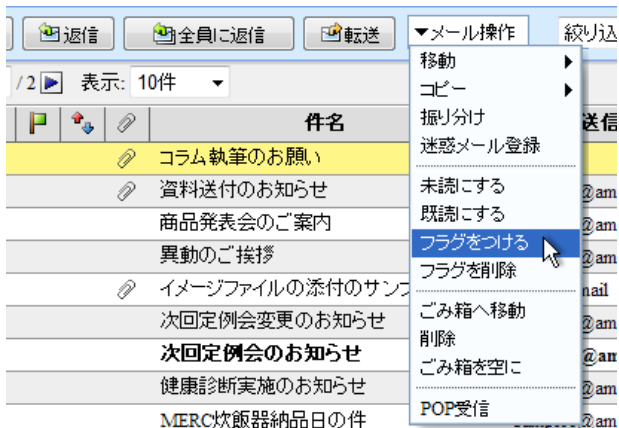 返信 全員に返信 転送 ▼メール操作 絞り込
/2 表示: 10件
件名 送信
コラム執筆のお願い
資料送付のお知らせ @am
商品発表会のご案内 @am
異動のご挨拶 @am
イメージファイルの添付のサンプ mail
次回定例会変更のお知らせ @am
次回定例会のお知らせ @am
健康診断実施のお知らせ @am
MERC炊飯器納品日の件 @am
移動
コピー
振り分け
迷惑メール登録
未読にする
既読にする
フラグをつける
フラグを削除
ごみ箱へ移動
削除
ごみ箱を空に
POP受信